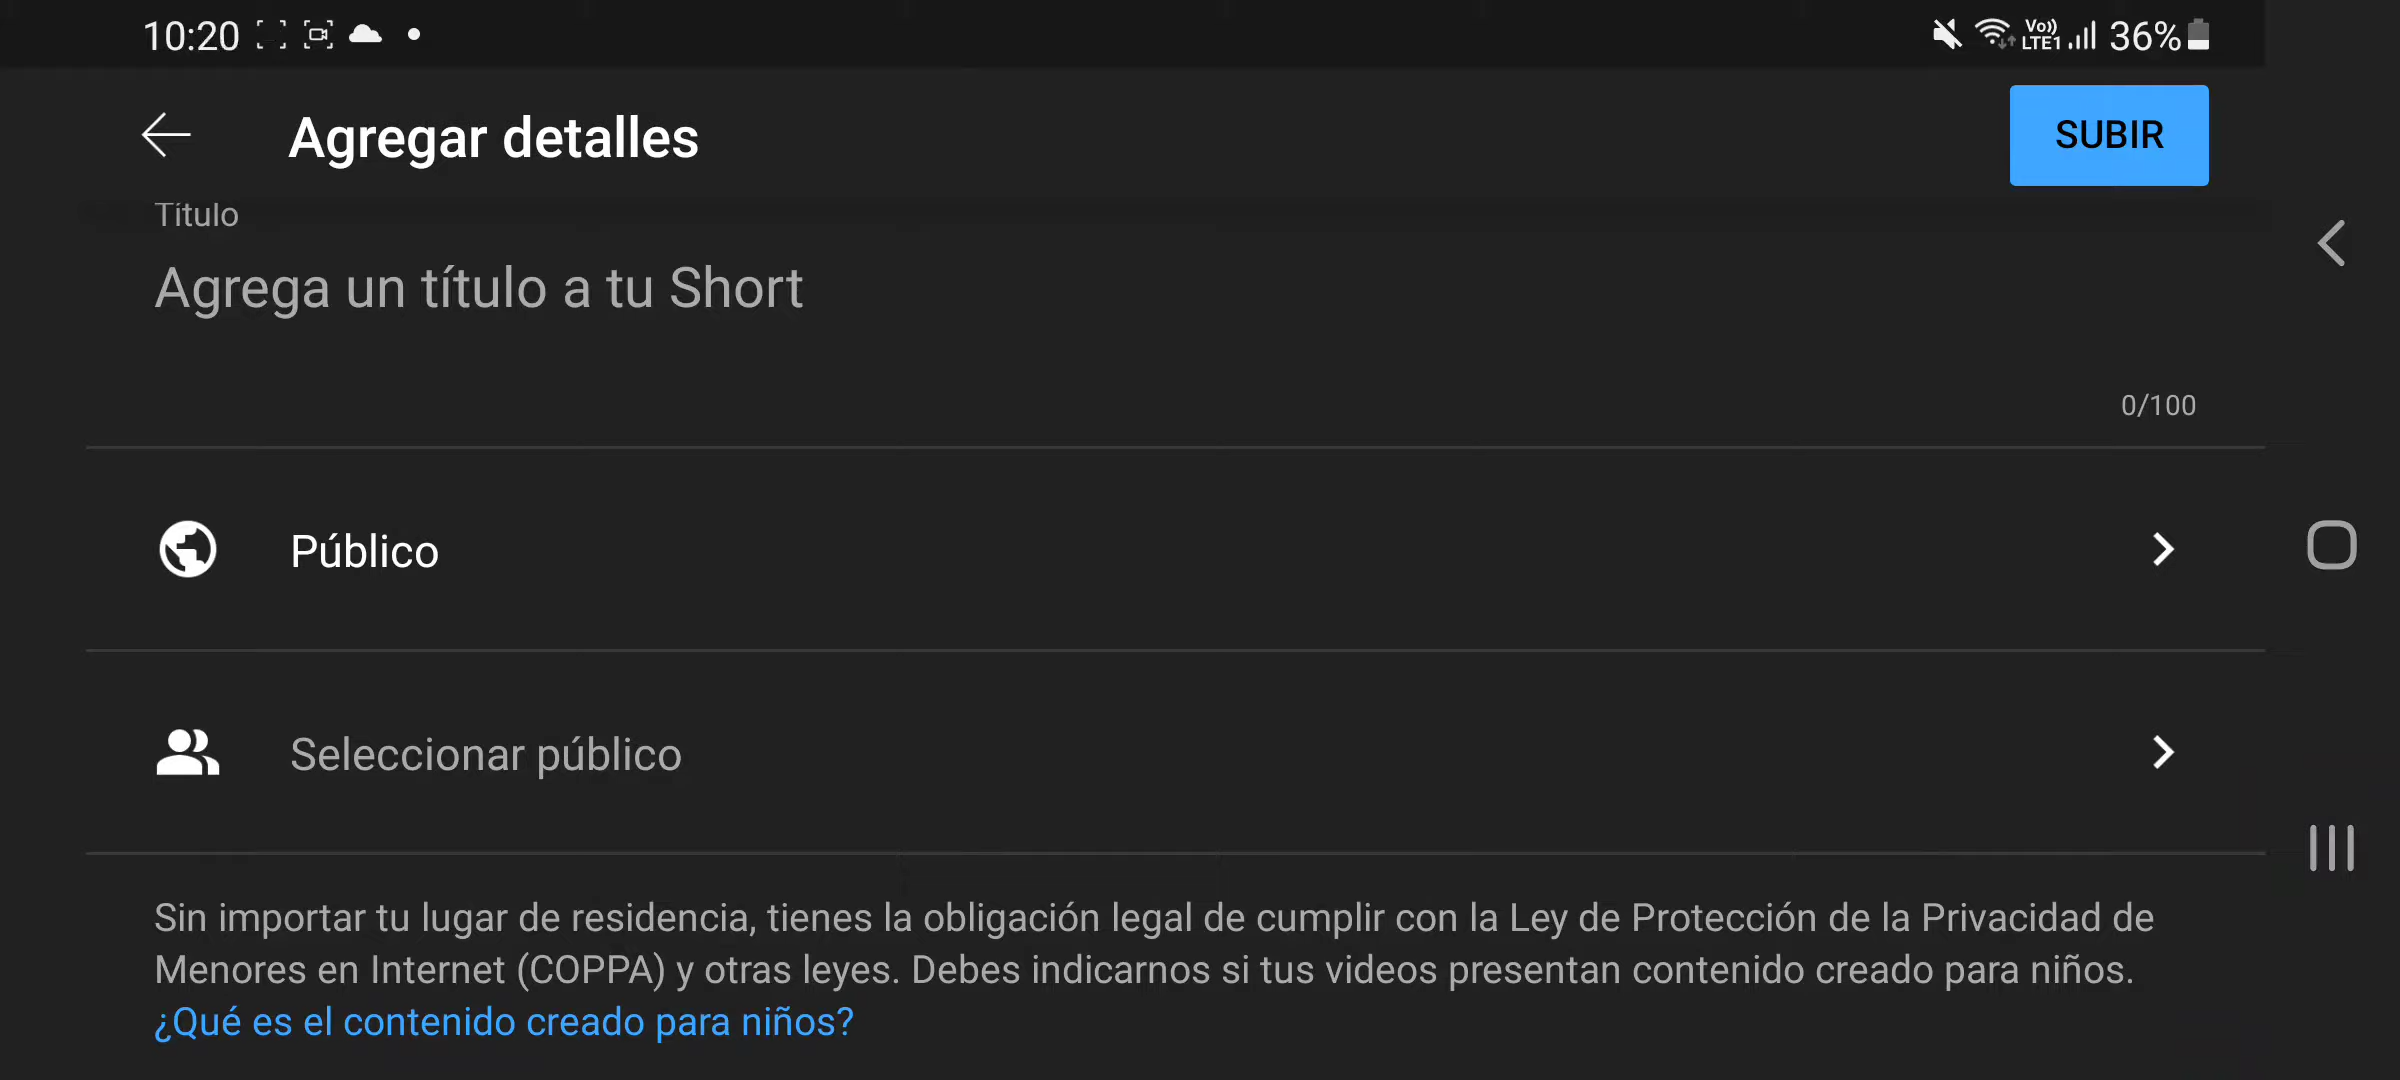 10:20
Vo)) LTE1 36%
Agregar detalles
SUBIR
Título
Agrega un título a tu Short
0/100
Público
Seleccionar público
Sin importar tu lugar de residencia, tienes la obligación legal de cumplir con la Ley de Protección de la Privacidad de
Menores en Internet (COPPA) y otras leyes. Debes indicarnos si tus videos presentan contenido creado para niños.
¿Qué es el contenido creado para niños?